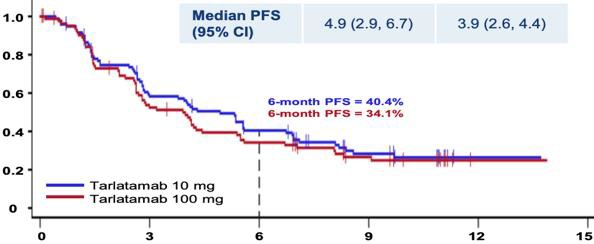 Median PFS
(95% CI)
4.9 (2.9, 6.7)
3.9 (2.6, 4.4)
1.0
0.8
0.6
0.4
0.2
0
6-month PFS = 40.4%
6-month PFS = 34.1%
Tarlatamab 10 mg
Tarlatamab 100 mg
0
3
6
9
12
15